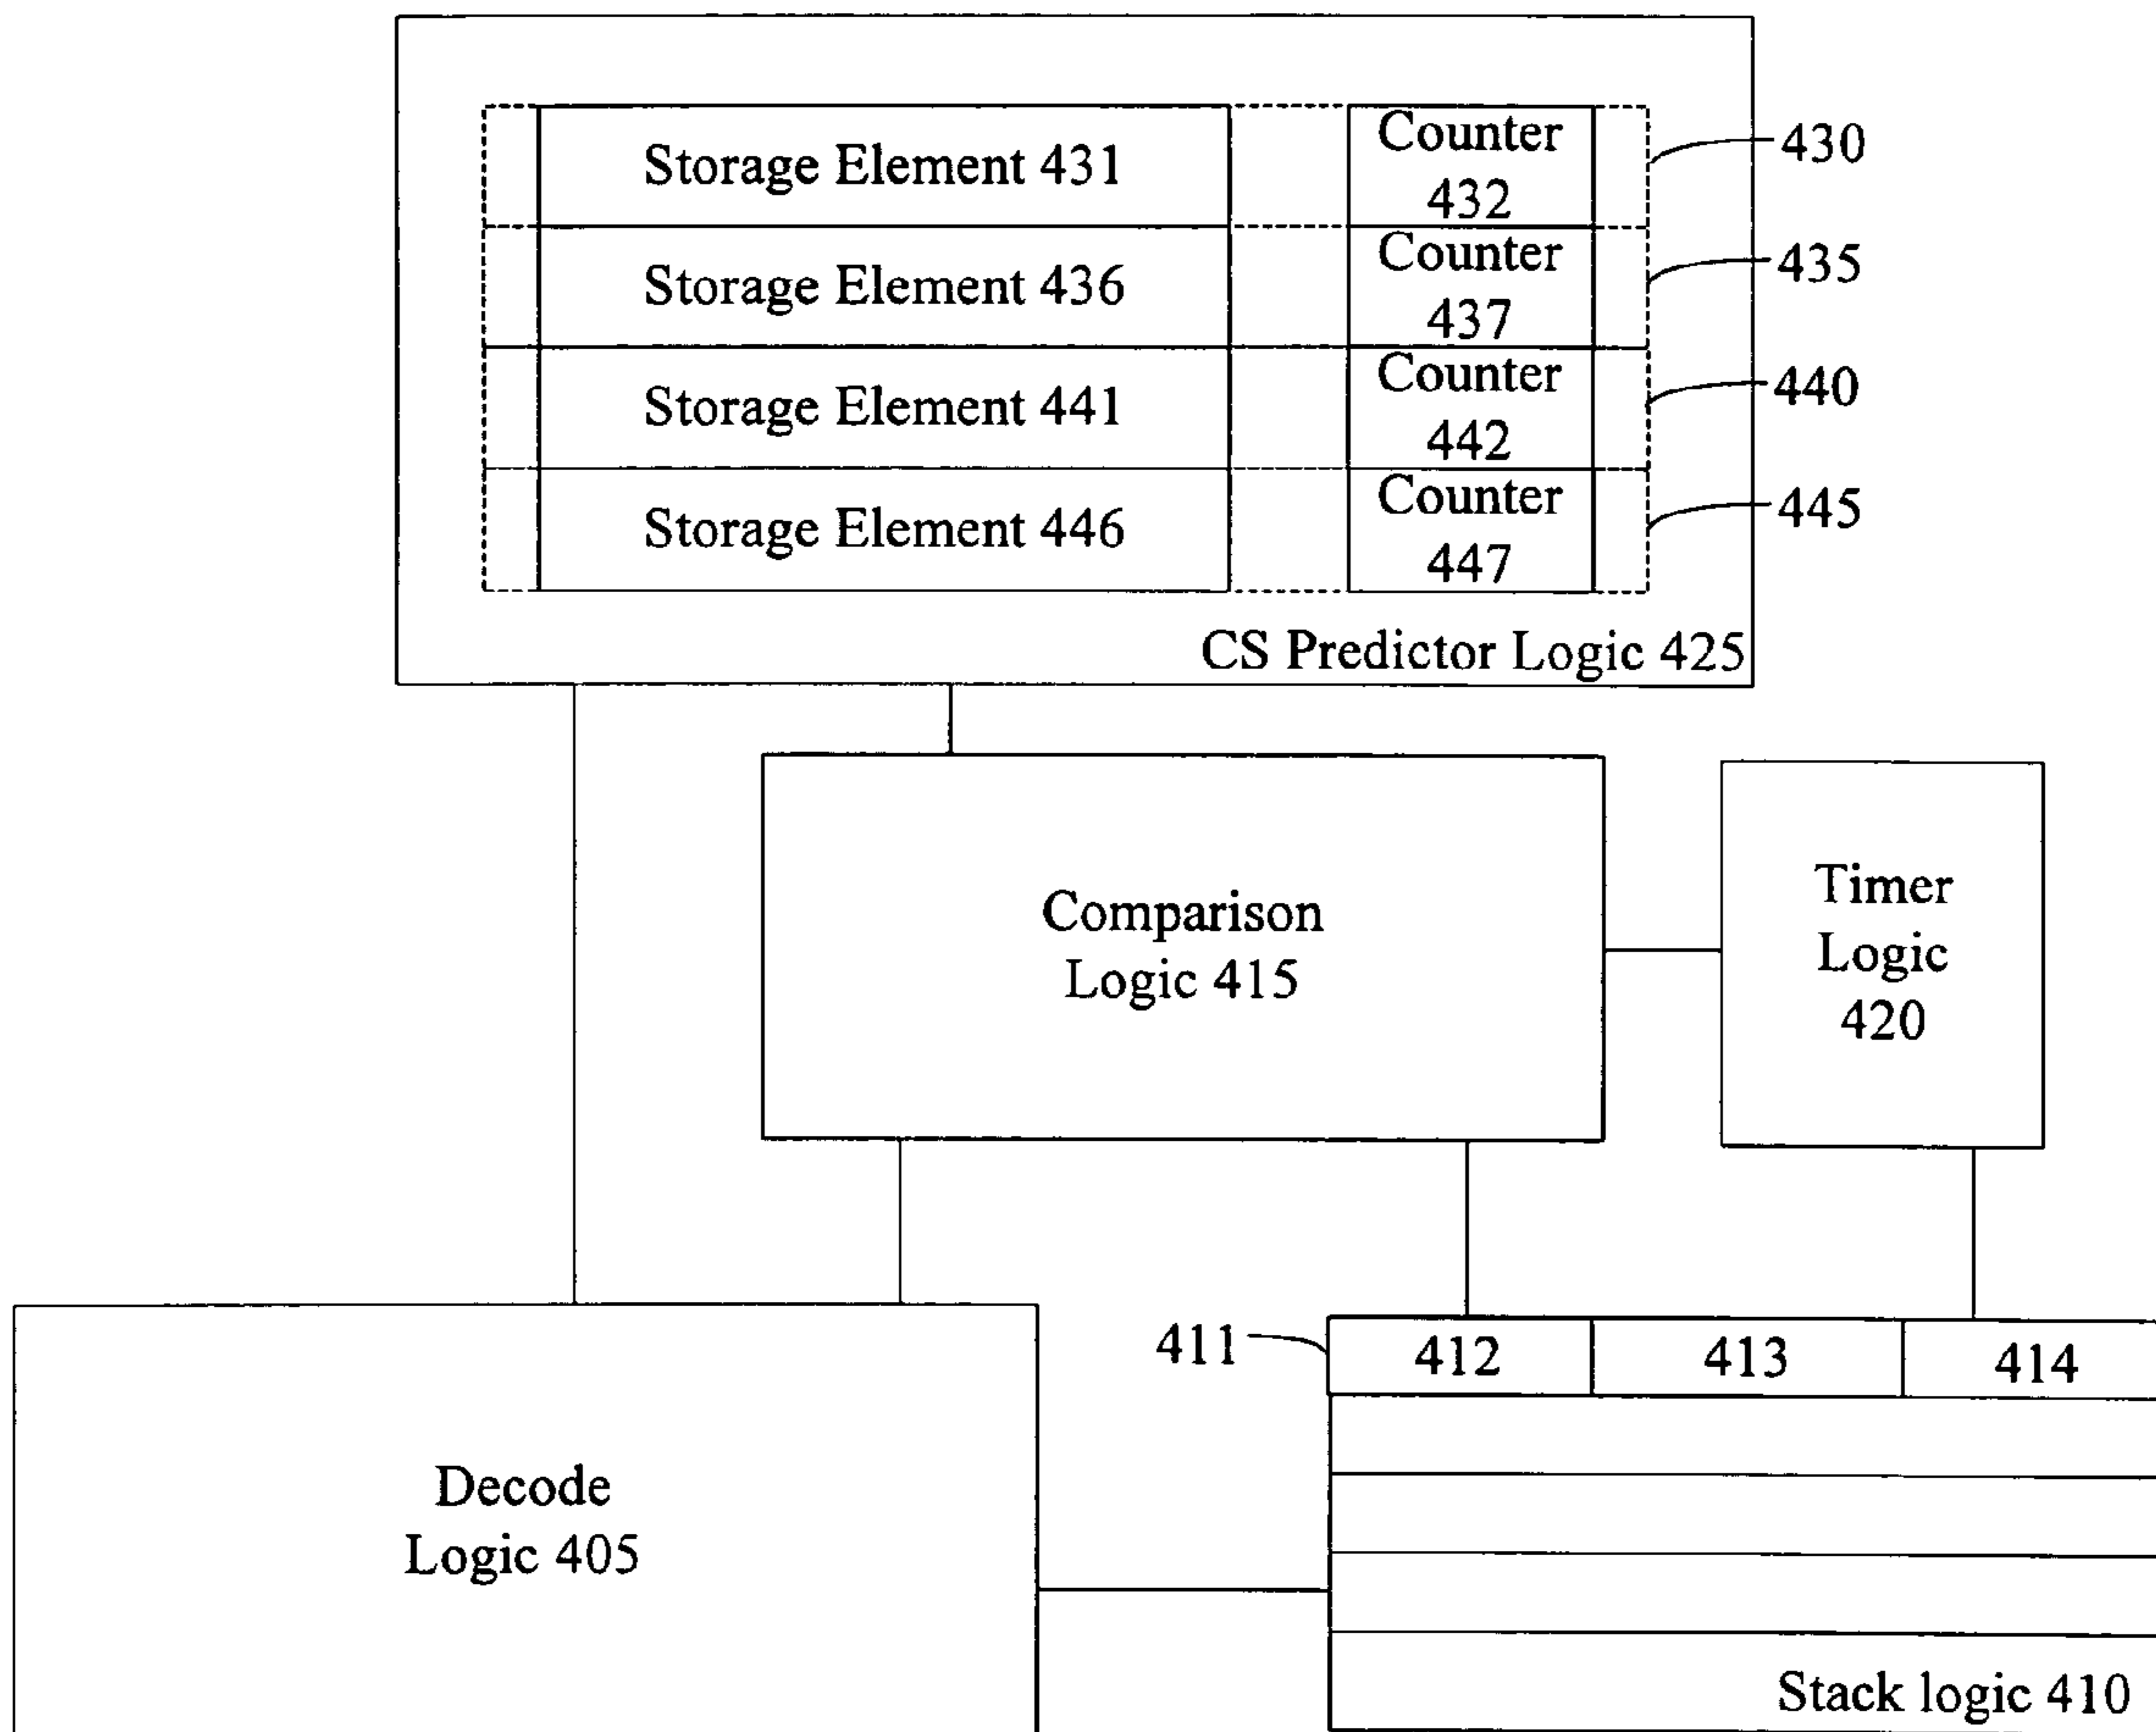 Storage Element 431
Counter
432
430
Storage Element 436
Counter
437
435
Storage Element 441
Counter
442
440
Storage Element 446
Counter
447
445
CS Predictor Logic 425
Comparison
Logic 415
Timer
Logic
420
411
412
413
414
Decode
Logic 405
Stack logic 410